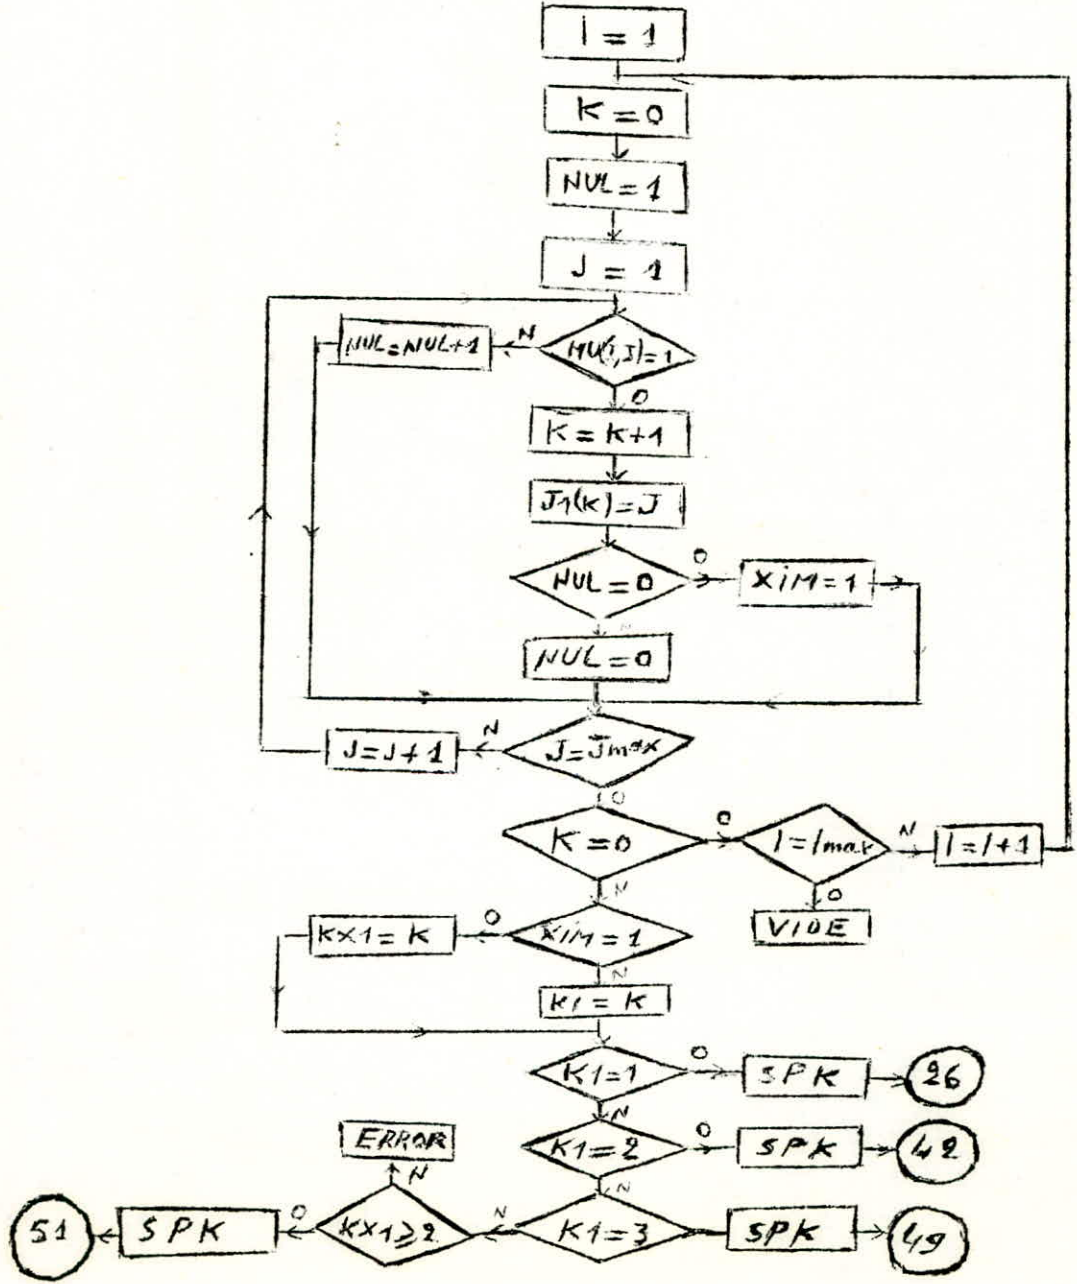 I = 1
K = 0
NUL = 1
J = 1
NUL=NUL+1
N
MU(I,J)=1
O
K = K+1
J1(K)=J
NUL=0
O
XIM=1
N
NUL=0
J=J+1
N
J=Jmax
O
K=0
O
I=Imax
N
I=I+1
N
O
VIDE
KX1=K
O
XIM=1
N
K1=K
K1=1
O
SPK
26
N
ERROR
K1=2
O
SPK
42
N
N
51
SPK
O
KX1≥2
N
K1=3
SPK
49